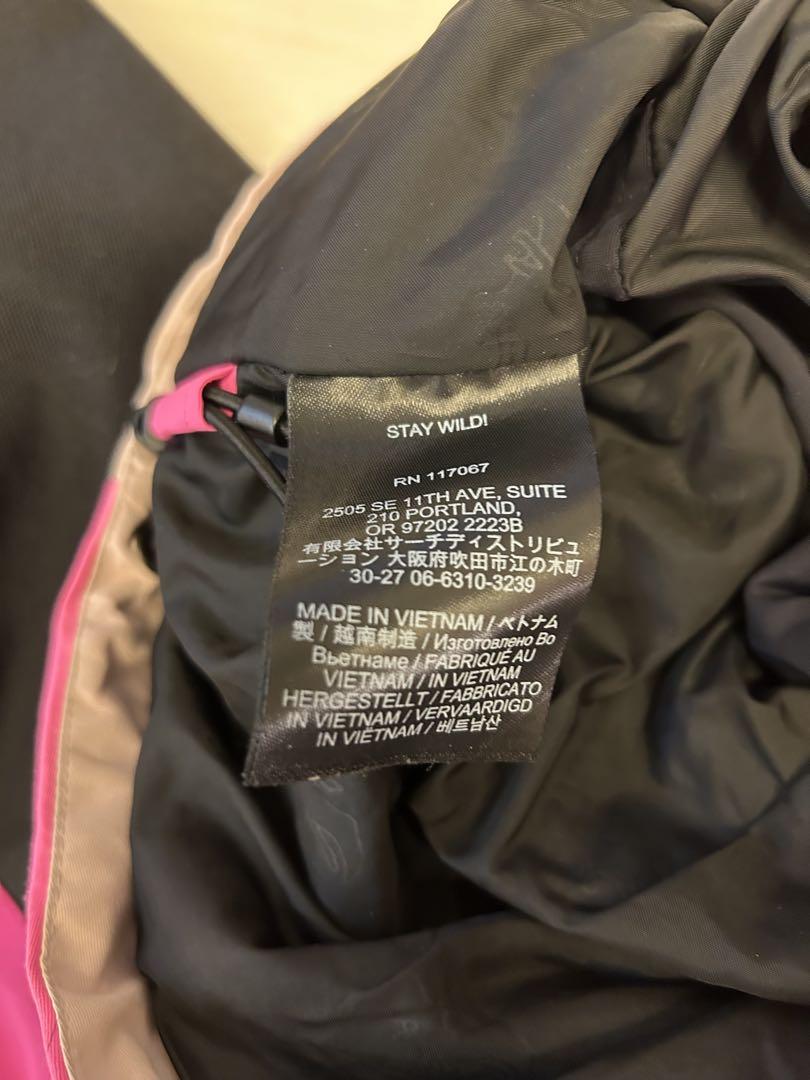 STAY WILD!
RN 117067
2505 SE 11TH AVE, SUITE
210 PORTLAND,
OR 97202 2223B
有限会社サーチディストリビュ
ーション 大阪府吹田市江の木町
30-27 06-6310-3239
MADE IN VIETNAM / ベトナム
製 / 越南制造 / Изготовлено Во
Вьетнаме / FABRIQUÉ AU
VIETNAM / IN VIETNAM
HERGESTELLT / FABBRICATO
IN VIETNAM / VERVAARDIGD
IN VIËTNAM / 베트남산